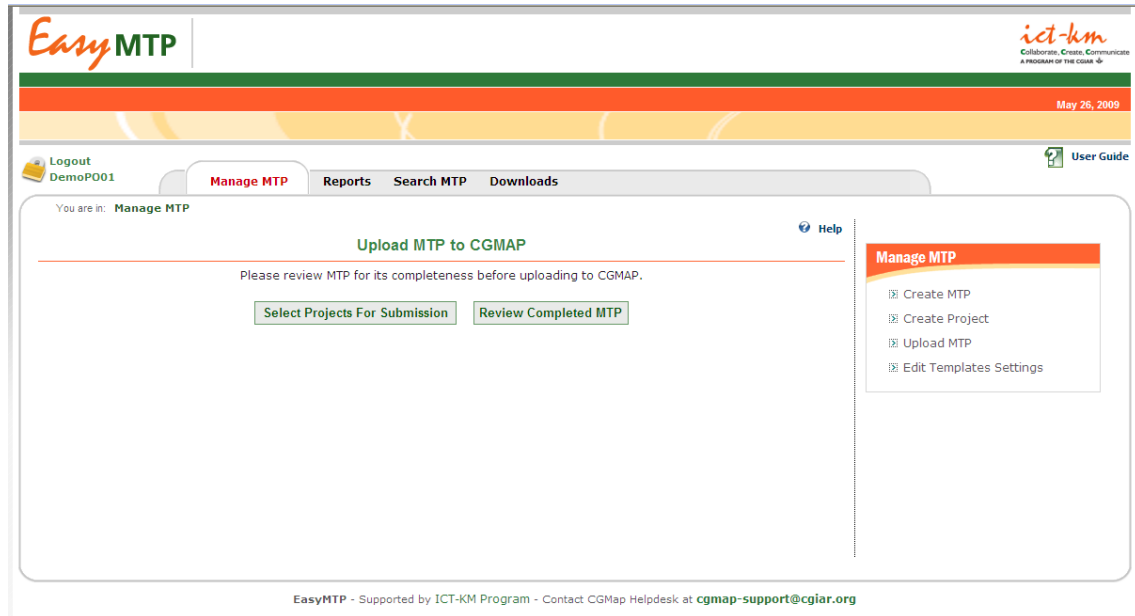 Easy MTP
ict-km
Collaborate, Create, Communicate
A PROGRAM OF THE CGIAR
May 26, 2009
Logout
DemoPO01
User Guide
Manage MTP Reports Search MTP Downloads
You are in: Manage MTP
Help
Upload MTP to CGMAP
Please review MTP for its completeness before uploading to CGMAP.
Select Projects For Submission Review Completed MTP
Manage MTP
Create MTP
Create Project
Upload MTP
Edit Templates Settings
EasyMTP - Supported by ICT-KM Program - Contact CGMap Helpdesk at cgmap-support@cgiar.org